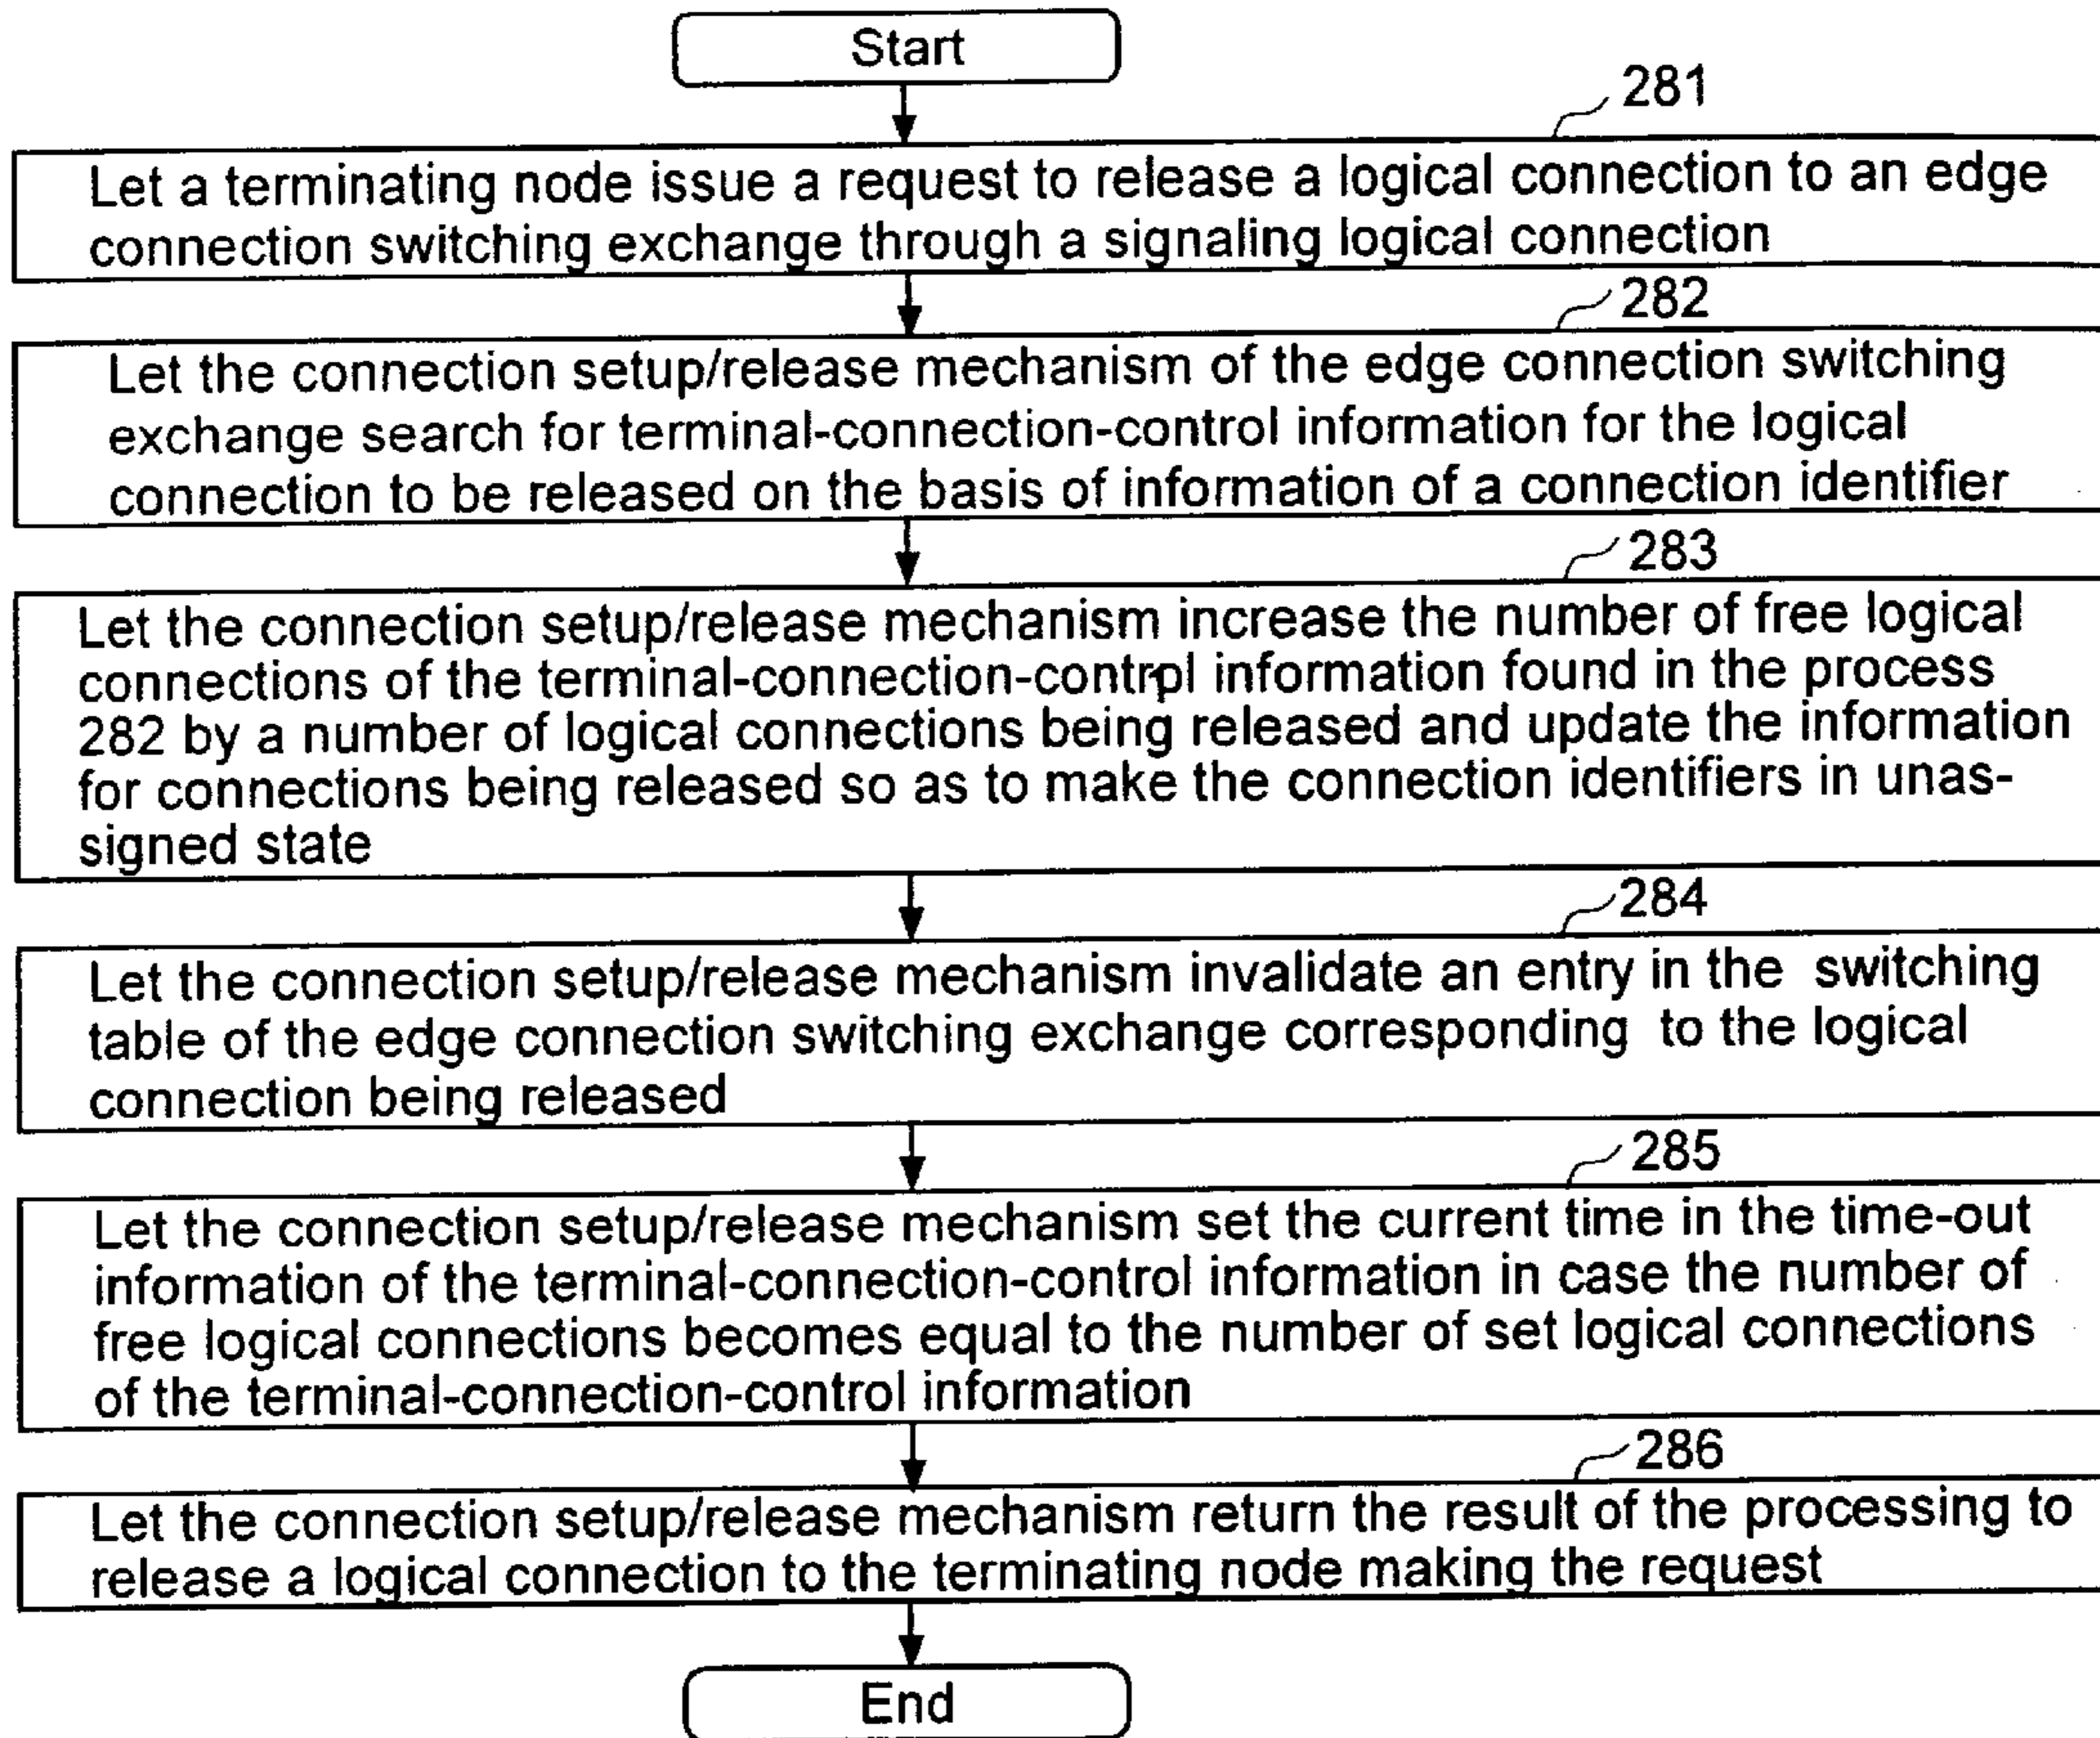 Start
281
Let a terminating node issue a request to release a logical connection to an edge
connection switching exchange through a signaling logical connection
282
Let the connection setup/release mechanism of the edge connection switching
exchange search for terminal-connection-control information for the logical
connection to be released on the basis of information of a connection identifier
283
Let the connection setup/release mechanism increase the number of free logical
connections of the terminal-connection-control information found in the process
282 by a number of logical connections being released and update the information
for connections being released so as to make the connection identifiers in unas-
signed state
284
Let the connection setup/release mechanism invalidate an entry in the switching
table of the edge connection switching exchange corresponding to the logical
connection being released
285
Let the connection setup/release mechanism set the current time in the time-out
information of the terminal-connection-control information in case the number of
free logical connections becomes equal to the number of set logical connections
of the terminal-connection-control information
286
Let the connection setup/release mechanism return the result of the processing to
release a logical connection to the terminating node making the request
End